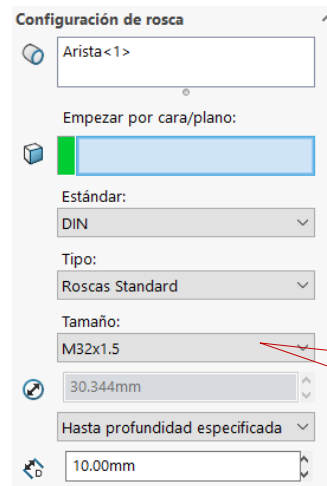 Configuración de rosca
Arista<1>
Empezar por cara/plano:
Estándar:
DIN
Tipo:
Roscas Standard
Tamaño:
M32x1.5
30.344mm
Hasta profundidad especificada
D
10.00mm